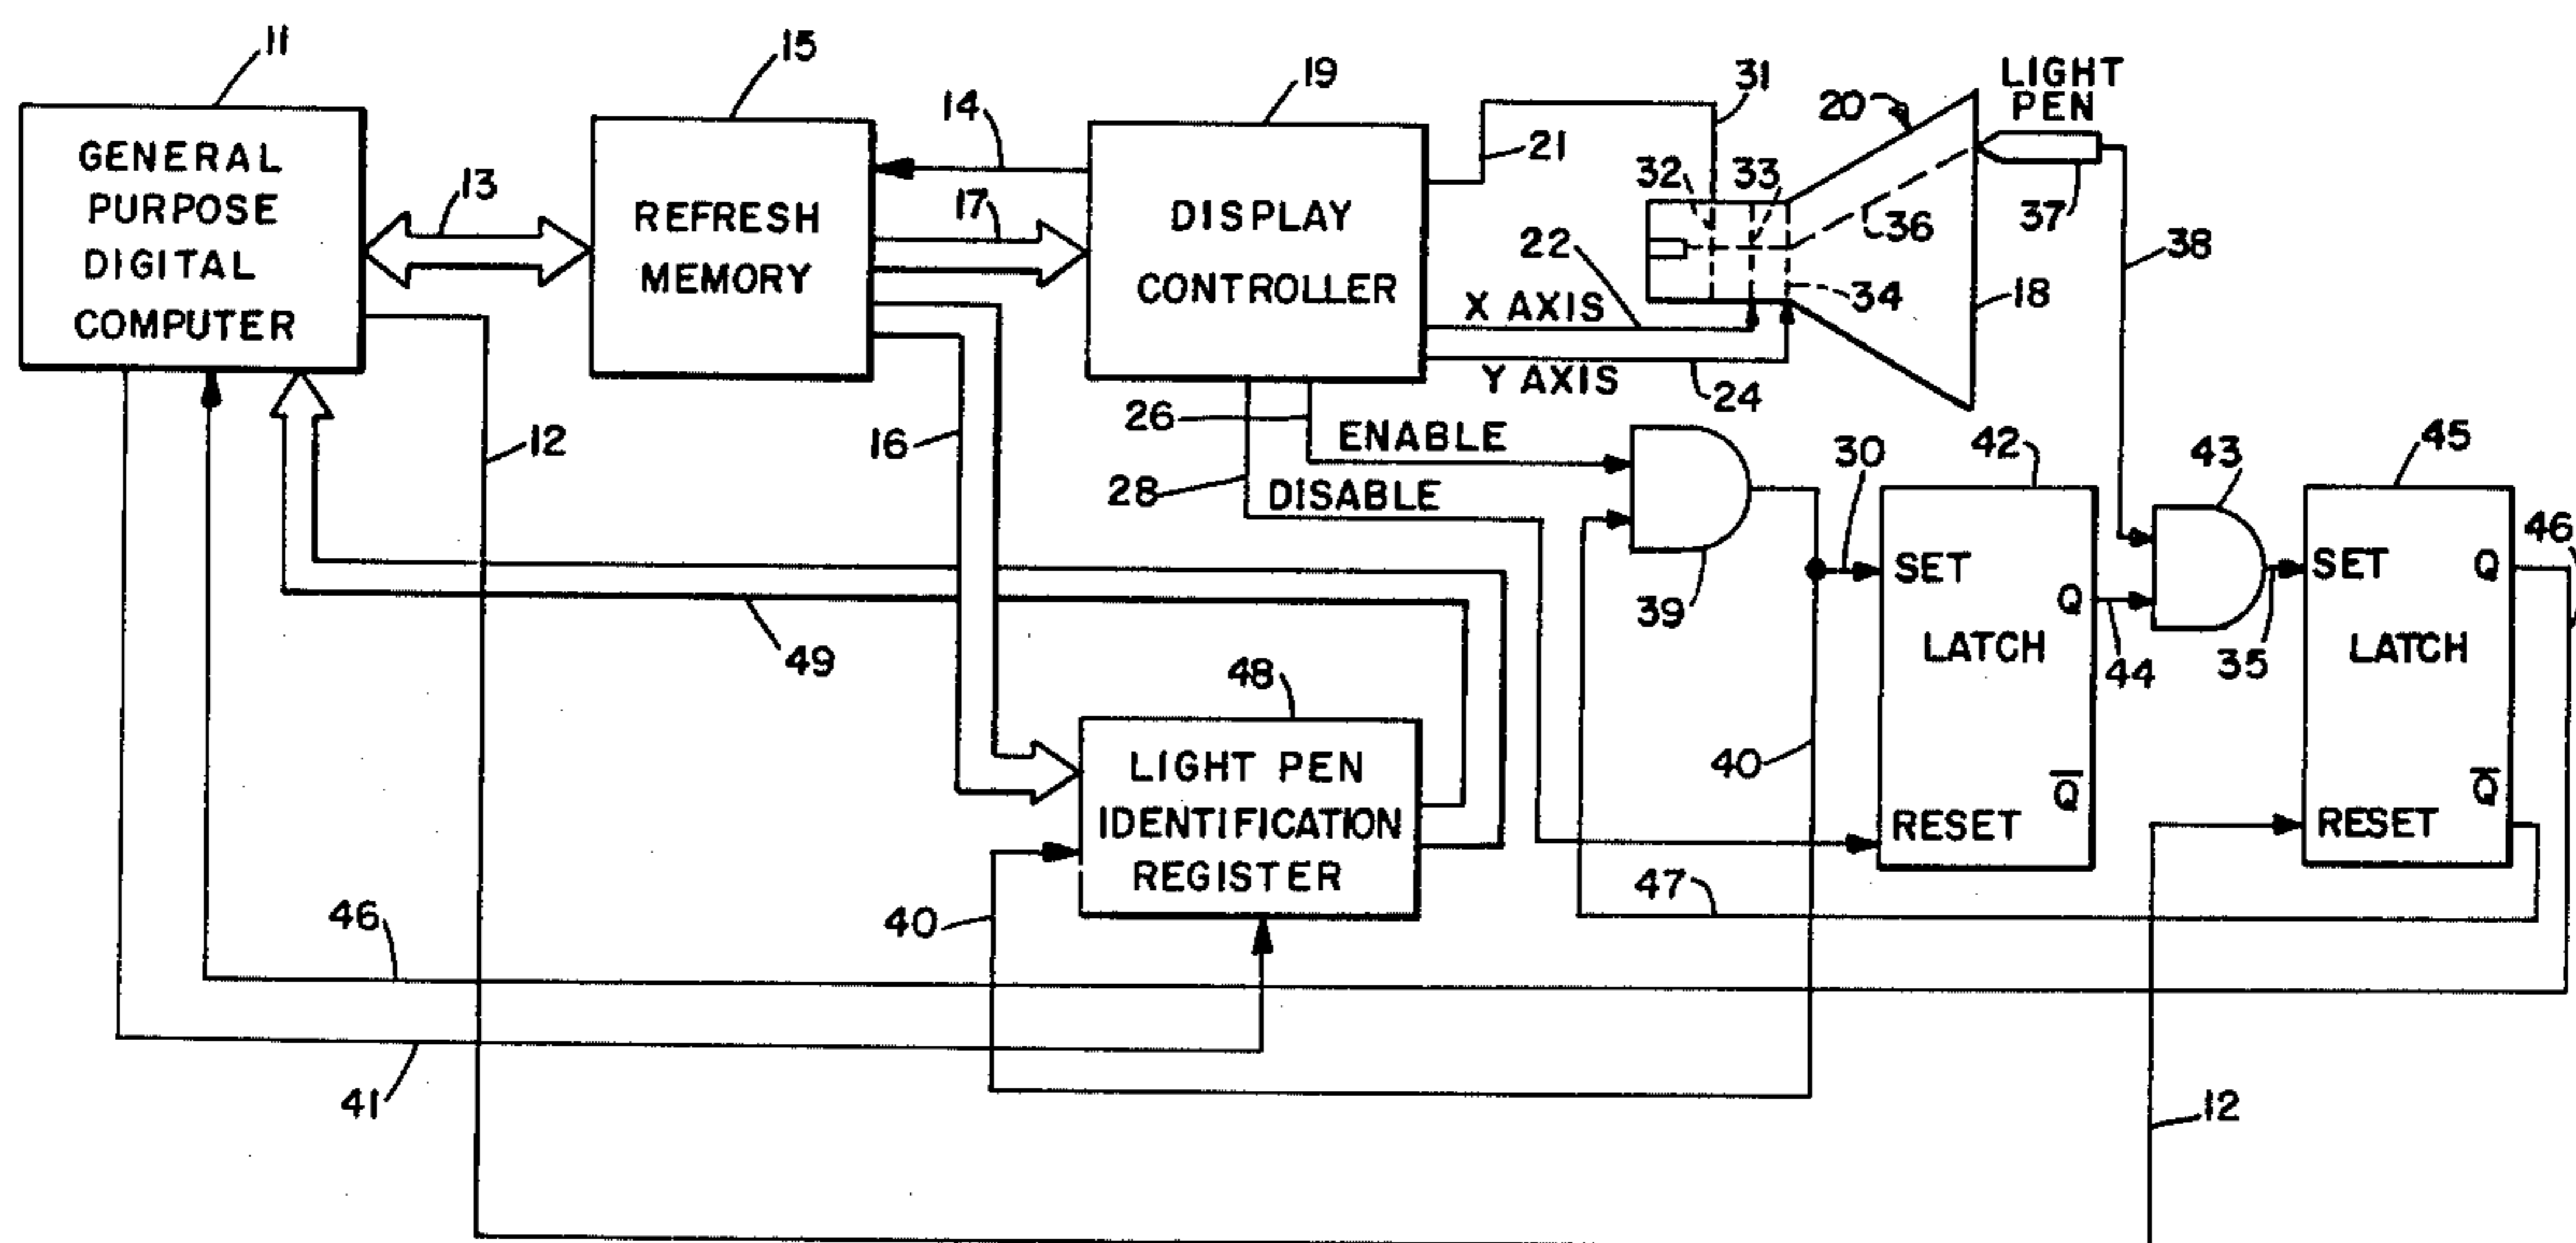 11
15
19
31
LIGHT
PEN
20
14
21
GENERAL
PURPOSE
DIGITAL
COMPUTER
13
REFRESH
MEMORY
17
DISPLAY
CONTROLLER
32
33
36
37
38
22
X AXIS
34
18
Y AXIS
24
12
16
26
ENABLE
28
DISABLE
39
30
42
43
45
46
SET
Q
LATCH
Q̅
RESET
44
35
SET
Q
LATCH
Q̅
RESET
49
48
LIGHT PEN
IDENTIFICATION
REGISTER
40
47
46
40
41
12